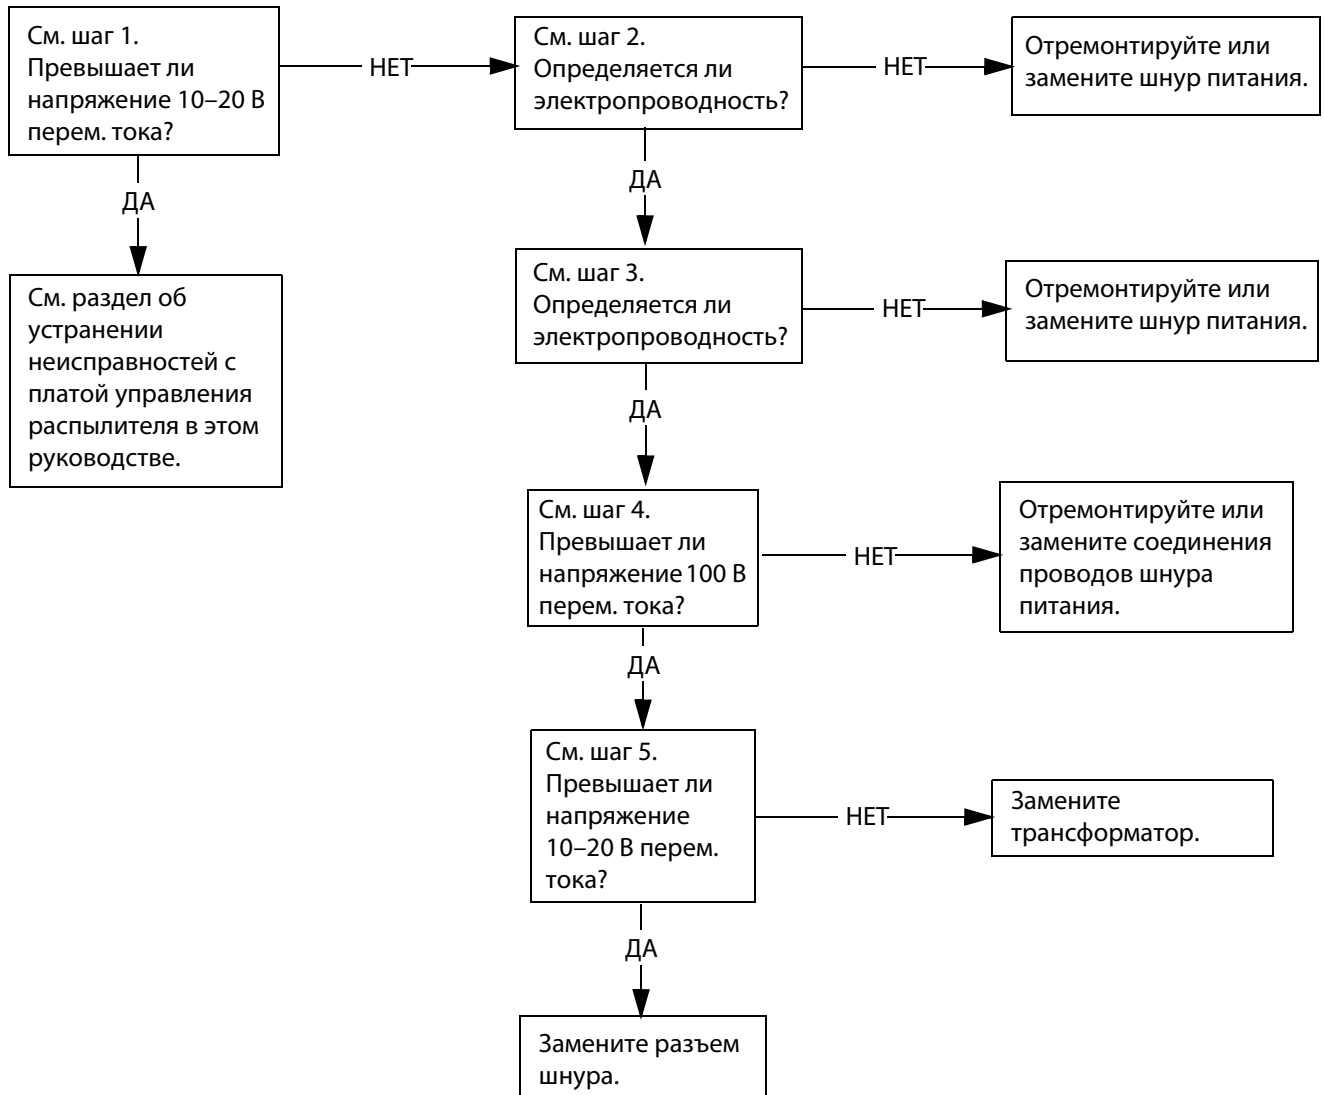 См. шаг 1.
Превышает ли
напряжение 10–20 В
перем. тока?
НЕТ
См. шаг 2.
Определяется ли
электропроводность?
НЕТ
Отремонтируйте или
замените шнур питания.
ДА
См. раздел об
устранении
неисправностей с
платой управления
распылителя в этом
руководстве.
ДА
См. шаг 3.
Определяется ли
электропроводность?
НЕТ
Отремонтируйте или
замените шнур питания.
ДА
См. шаг 4.
Превышает ли
напряжение 100 В
перем. тока?
НЕТ
Отремонтируйте или
замените соединения
проводов шнура
питания.
ДА
См. шаг 5.
Превышает ли
напряжение
10–20 В перем.
тока?
НЕТ
Замените
трансформатор.
ДА
Замените разъем
шнура.